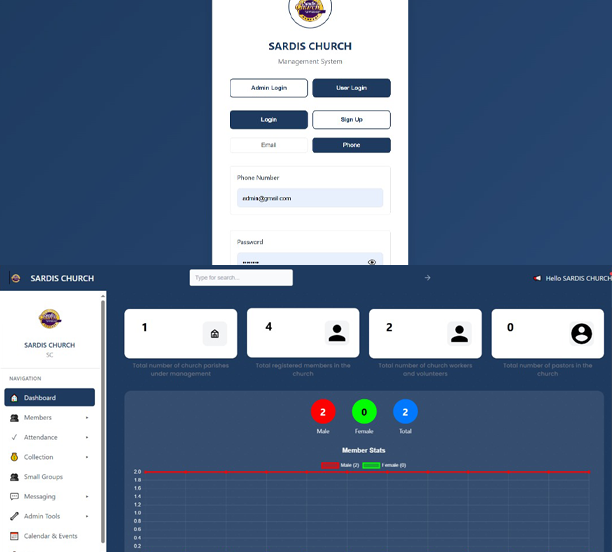 SARDIS CHURCH
Management System
Admin Login
User Login
Login
Sign Up
Email
Phone
Phone Number
admin@gmail.com
Password
SARDIS CHURCH
Type for search...
Hello SARDIS CHURCH
SARDIS CHURCH
SC
NAVIGATION
Dashboard
Members
Attendance
Collection
Small Groups
Messaging
Admin Tools
Calendar & Events
1
Total number of church parishes
under management
4
Total registered members in the
church
2
Total number of church workers
and volunteers
0
Total number of pastors in the
church
2
Male
0
Female
2
Total
Member Stats
Male (2)
Female (0)
2.0
1.8
1.6
1.4
1.2
1.0
0.8
0.6
0.4
0.2